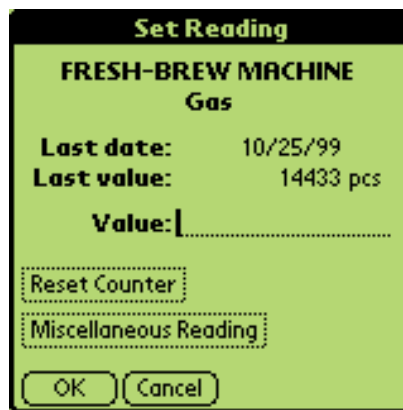 Set Reading
FRESH-BREW MACHINE
Gas
Last date: 10/25/99
Last value: 14433 pcs
Value:
Reset Counter
Miscellaneous Reading
OK Cancel